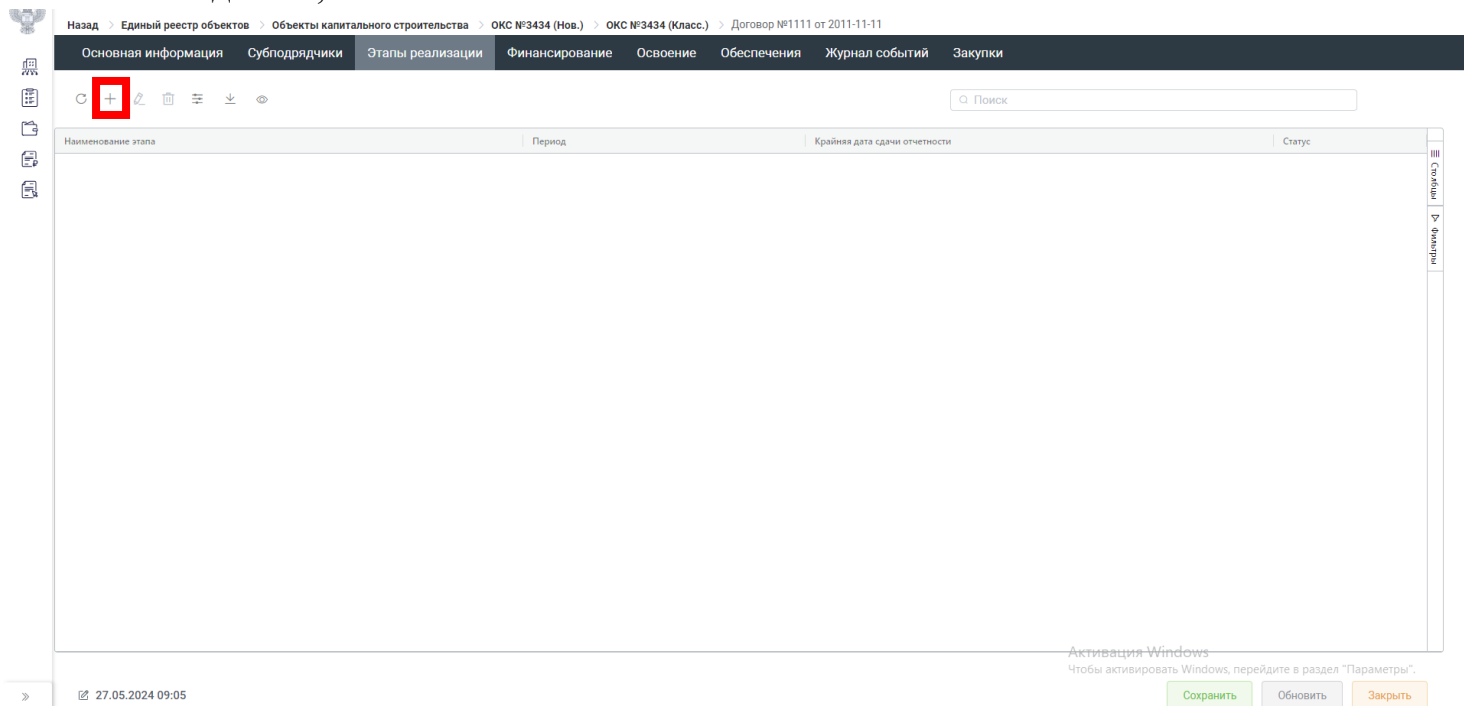 Назад > Единый реестр объектов > Объекты капитального строительства > ОКС №3434 (Нов.) > ОКС №3434 (Класс.) > Договор №1111 от 2011-11-11
Основная информация Субподрядчики Этапы реализации Финансирование Освоение Обеспечения Журнал событий Закупки
Поиск
Наименование этапа Период Крайняя дата сдачи отчетности Статус
Столбцы
Фильтры
Активация Windows
Чтобы активировать Windows, перейдите в раздел "Параметры".
27.05.2024 09:05 Сохранить Обновить Закрыть